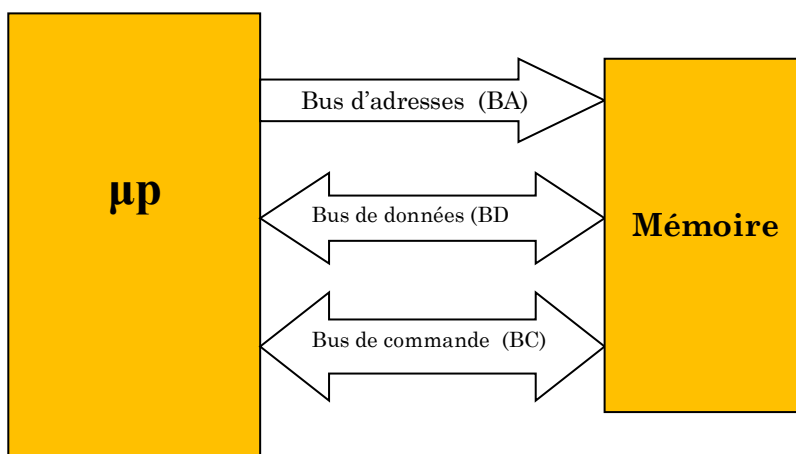 Bus d'adresses (BA)
µp
Bus de données (BD
Mémoire
Bus de commande (BC)